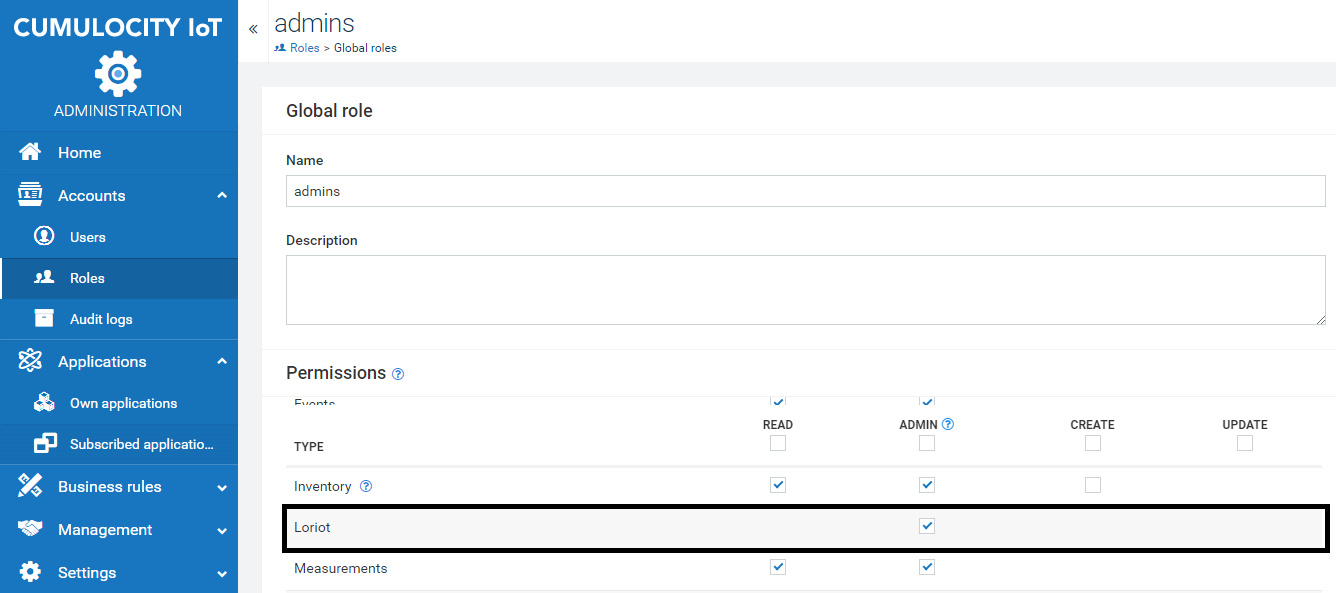 CUMULOCITY IoT
ADMINISTRATION
Home
Accounts
Users
Roles
Audit logs
Applications
Own applications
Subscribed applicatio...
Business rules
Management
Settings
«
admins
Roles > Global roles
Global role
Name
admins
Description
Permissions ?
Events
TYPE READ ADMIN ? CREATE UPDATE
Inventory ?
Loriot
Measurements